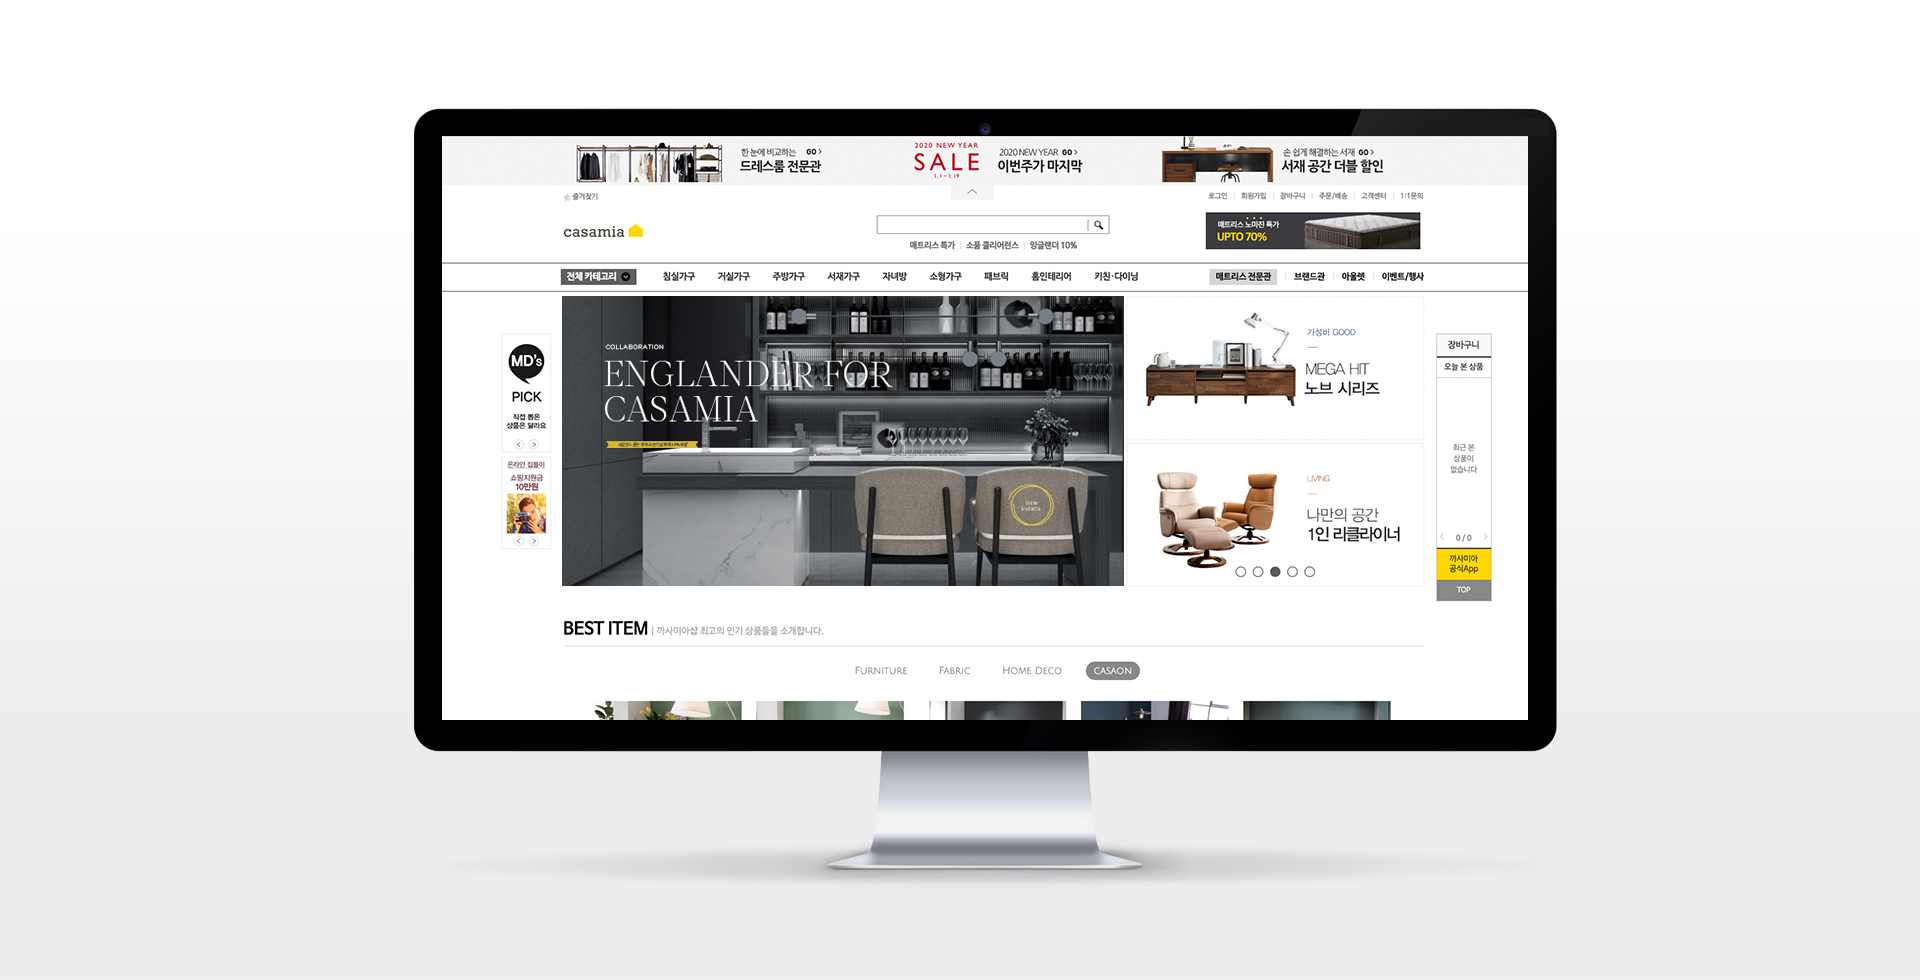 한 눈에 비교하는 GO >
드레스룸 전문관
2020 NEW YEAR
SALE
1.1-1.19
2020 NEW YEAR GO >
이번주가 마지막
손 쉽게 해결하는 서재 GO >
서재 공간 더블 할인
즐겨찾기
로그인 | 회원가입 | 장바구니 | 주문/배송 | 고객센터 | 1:1문의
casamia
매트리스 노마진 특가
UPTO 70%
매트리스 특가 | 소품 클리어런스 | 잉글랜더 10%
전체 카테고리 침실가구 거실가구 주방가구 서재가구 자녀방 소형가구 패브릭 홈인테리어 키친·다이닝 매트리스 전문관 | 브랜드관 | 아울렛 | 이벤트/행사
MD's
PICK
직접 뽑은
상품은 달라요
온라인 집들이
쇼핑지원금
10만원
COLLABORATION
ENGLANDER FOR
CASAMIA
가성비 GOOD
MEGA HIT
노브 시리즈
LIVING
나만의 공간
1인 리클라이너
장바구니
오늘 본 상품
최근 본
상품이
없습니다
< 0 / 0 >
까사미아
공식App
TOP
BEST ITEM | 까사미아샵 최고의 인기 상품들을 소개합니다.
FURNITURE FABRIC HOME DECO CASAON